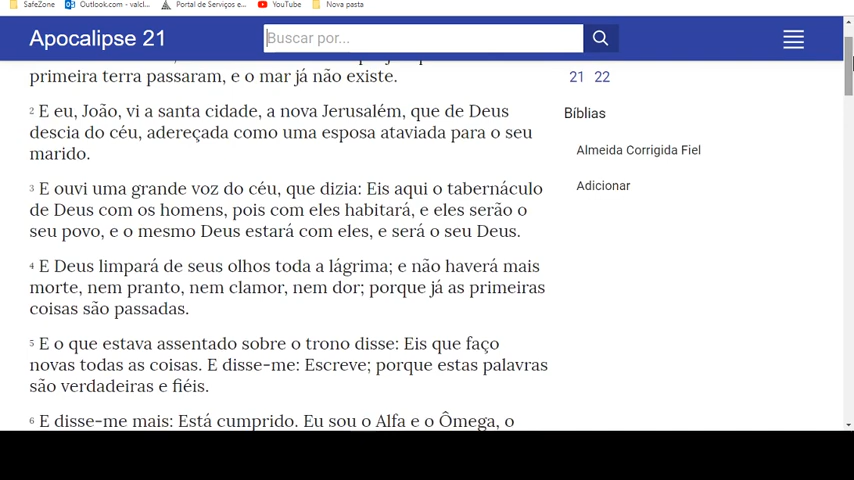 SafeZone Outlook.com - valcl... Portal de Serviços e... YouTube Nova pasta
Apocalipse 21 Buscar por...
primeira terra passaram, e o mar já não existe.
21 22
2 E eu, João, vi a santa cidade, a nova Jerusalém, que de Deus
descia do céu, adereçada como uma esposa ataviada para o seu
marido.
Bíblias
Almeida Corrigida Fiel
Adicionar
3 E ouvi uma grande voz do céu, que dizia: Eis aqui o tabernáculo
de Deus com os homens, pois com eles habitará, e eles serão o
seu povo, e o mesmo Deus estará com eles, e será o seu Deus.
4 E Deus limpará de seus olhos toda a lágrima; e não haverá mais
morte, nem pranto, nem clamor, nem dor; porque já as primeiras
coisas são passadas.
5 E o que estava assentado sobre o trono disse: Eis que faço
novas todas as coisas. E disse-me: Escreve; porque estas palavras
são verdadeiras e fiéis.
6 E disse-me mais: Está cumprido. Eu sou o Alfa e o Ômega, o